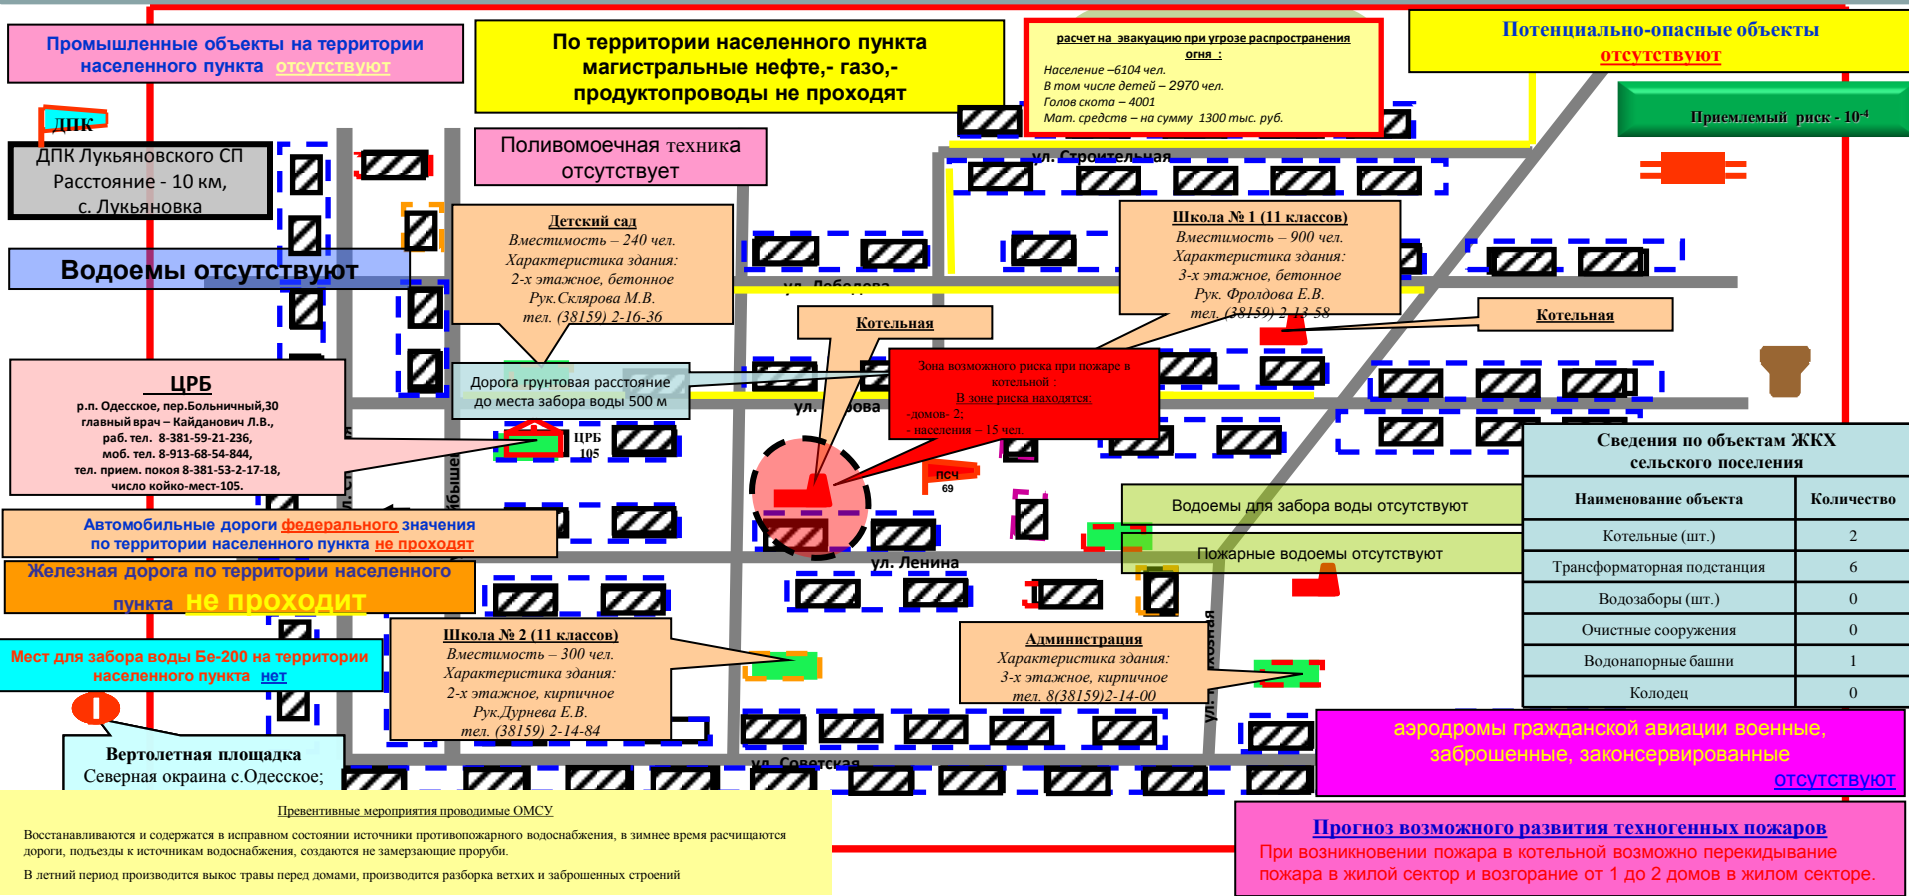 Промышленные объекты на территории
населенного пункта отсутствуют
По территории населенного пункта
магистральные нефте,- газо,-
продуктопроводы не проходят
расчет на эвакуацию при угрозе распространения
огня :
Население –6104 чел.
В том числе детей – 2970 чел.
Голов скота – 4001
Мат. средств – на сумму 1300 тыс. руб.
Потенциально-опасные объекты
отсутствуют
Приемлемый риск - 10-4
ДПК
ДПК Лукьяновского СП
Расстояние - 10 км,
с. Лукьяновка
Поливомоечная техника
отсутствует
ул. Строительная
Детский сад
Вместимость – 240 чел.
Характеристика здания:
2-х этажное, бетонное
Рук.Склярова М.В.
тел. (38159) 2-16-36
Школа № 1 (11 классов)
Вместимость – 900 чел.
Характеристика здания:
3-х этажное, бетонное
Рук. Фролдова Е.В.
тел. (38159) 2-13-58
Водоемы отсутствуют
Котельная
Котельная
ЦРБ
р.п. Одесское, пер.Больничный,30
главный врач – Кайданович Л.В.,
раб. тел. 8-381-59-21-236,
моб. тел. 8-913-68-54-844,
тел. прием. покоя 8-381-53-2-17-18,
число койко-мест-105.
Дорога грунтовая расстояние
до места забора воды 500 м
Зона возможного риска при пожаре в
котельной :
В зоне риска находятся:
-домов- 2;
- населения – 15 чел.
ул.
ЦРБ
105
ПСЧ
69
Сведения по объектам ЖКХ
сельского поселения
Наименование объекта Количество
Котельные (шт.) 2
Трансформаторная подстанция 6
Водозаборы (шт.) 0
Очистные сооружения 0
Водонапорные башни 1
Колодец 0
Водоемы для забора воды отсутствуют
Пожарные водоемы отсутствуют
Автомобильные дороги федерального значения
по территории населенного пункта не проходят
ул. Ленина
Железная дорога по территории населенного
пункта не проходит
Школа № 2 (11 классов)
Вместимость – 300 чел.
Характеристика здания:
2-х этажное, кирпичное
Рук.Дурнева Е.В.
тел. (38159) 2-14-84
Администрация
Характеристика здания:
3-х этажное, кирпичное
тел. 8(38159)2-14-00
Мест для забора воды Бе-200 на территории
населенного пункта нет
Вертолетная площадка
Северная окраина с.Одесское;
ул. Советская
аэродромы гражданской авиации военные,
заброшенные, законсервированные
отсутствуют
Превентивные мероприятия проводимые ОМСУ
Восстанавливаются и содержатся в исправном состоянии источники противопожарного водоснабжения, в зимнее время расчищаются
дороги, подъезды к источникам водоснабжения, создаются не замерзающие проруби.
В летний период производится выкос травы перед домами, производится разборка ветхих и заброшенных строений
Прогноз возможного развития техногенных пожаров
При возникновении пожара в котельной возможно перекидывание
пожара в жилой сектор и возгорание от 1 до 2 домов в жилом секторе.